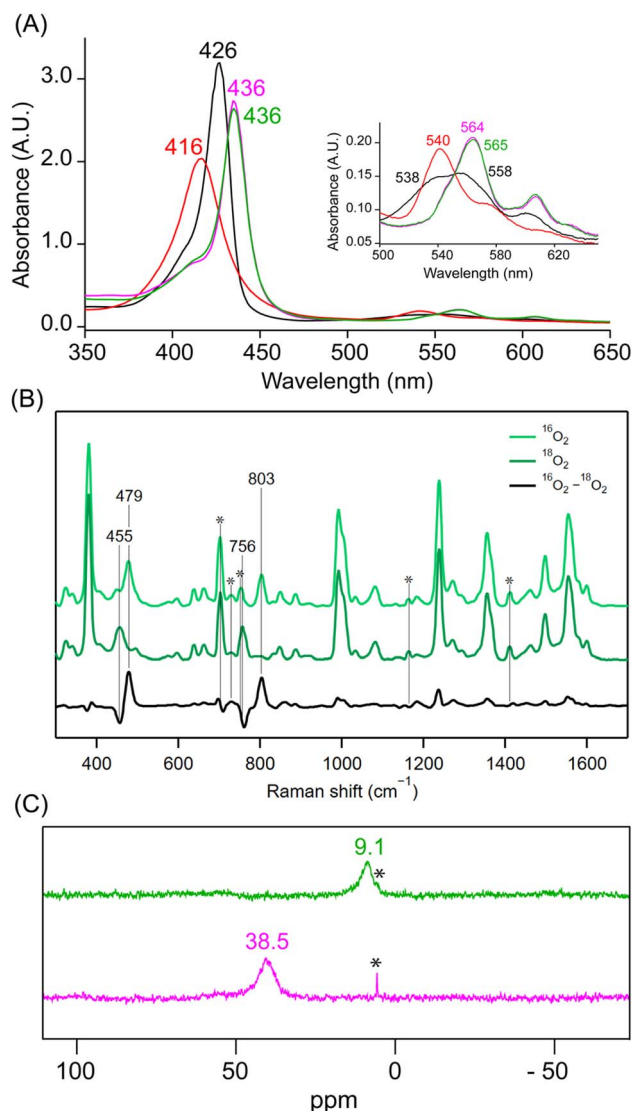 (A)
426
436
436
416
Absorbance (A.U.)
3.0
2.0
1.0
0.0
350 400 450 500 550 600 650
Wavelength (nm)
Absorbance (A.U.)
0.20
0.15
0.10
0.05
564
540
565
538
558
500 540 580 620
Wavelength (nm)
(B)
¹⁶O₂
¹⁸O₂
¹⁶O₂ –¹⁸O₂
803
479
455
756
* * * * *
400 600 800 1000 1200 1400 1600
Raman shift (cm⁻¹)
(C)
9.1
*
38.5
*
100 50 0 - 50
ppm